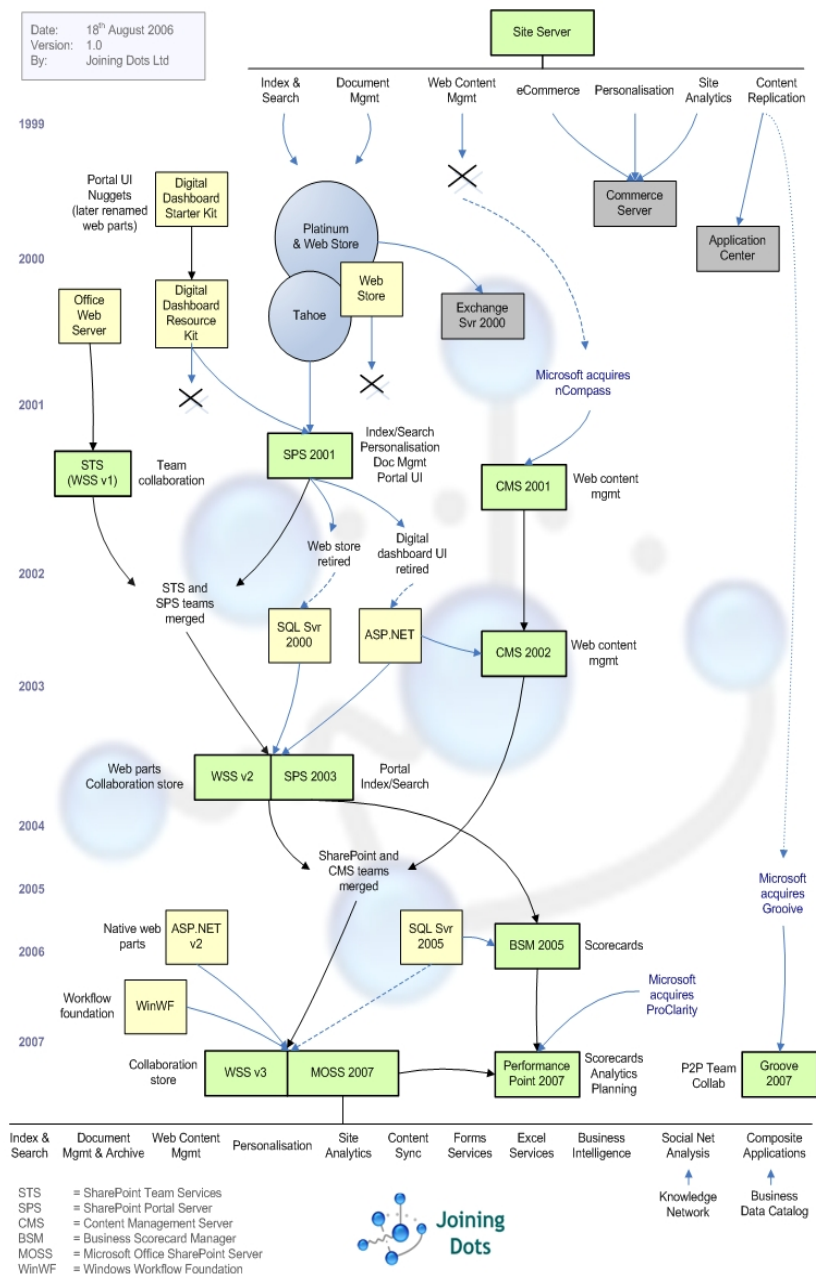 Date: 18th August 2006
Version: 1.0
By: Joining Dots Ltd
Site Server
Index &
Search
Document
Mgmt
Web Content
Mgmt
eCommerce
Personalisation
Site
Analytics
Content
Replication
1999
Portal UI
Nuggets
(later renamed
web parts)
Digital
Dashboard
Starter Kit
Platinum
& Web Store
Commerce
Server
Application
Center
2000
Office
Web
Server
Digital
Dashboard
Resource
Kit
Tahoe
Web
Store
Exchange
Svr 2000
Microsoft acquires
nCompass
2001
STS
(WSS v1)
Team
collaboration
SPS 2001
Index/Search
Personalisation
Doc Mgmt
Portal UI
CMS 2001
Web content
mgmt
Web store
retired
Digital
dashboard UI
retired
2002
STS and
SPS teams
merged
SQL Svr
2000
ASP.NET
CMS 2002
Web content
mgmt
2003
Web parts
Collaboration store
WSS v2
SPS 2003
Portal
Index/Search
2004
SharePoint and
CMS teams
merged
2005
Microsoft
acquires
Grooive
Native web
parts
ASP.NET
v2
SQL Svr
2005
BSM 2005
Scorecards
2006
Workflow
foundation
WinWF
Microsoft
acquires
ProClarity
2007
Collaboration
store
WSS v3
MOSS 2007
Performance
Point 2007
Scorecards
Analytics
Planning
P2P Team
Collab
Groove
2007
Index &
Search
Document
Mgmt & Archive
Web Content
Mgmt
Personalisation
Site
Analytics
Content
Sync
Forms
Services
Excel
Services
Business
Intelligence
Social Net
Analysis
Composite
Applications
Knowledge
Network
Business
Data Catalog
STS = SharePoint Team Services
SPS = SharePoint Portal Server
CMS = Content Management Server
BSM = Business Scorecard Manager
MOSS = Microsoft Office SharePoint Server
WinWF = Windows Workflow Foundation
Joining
Dots